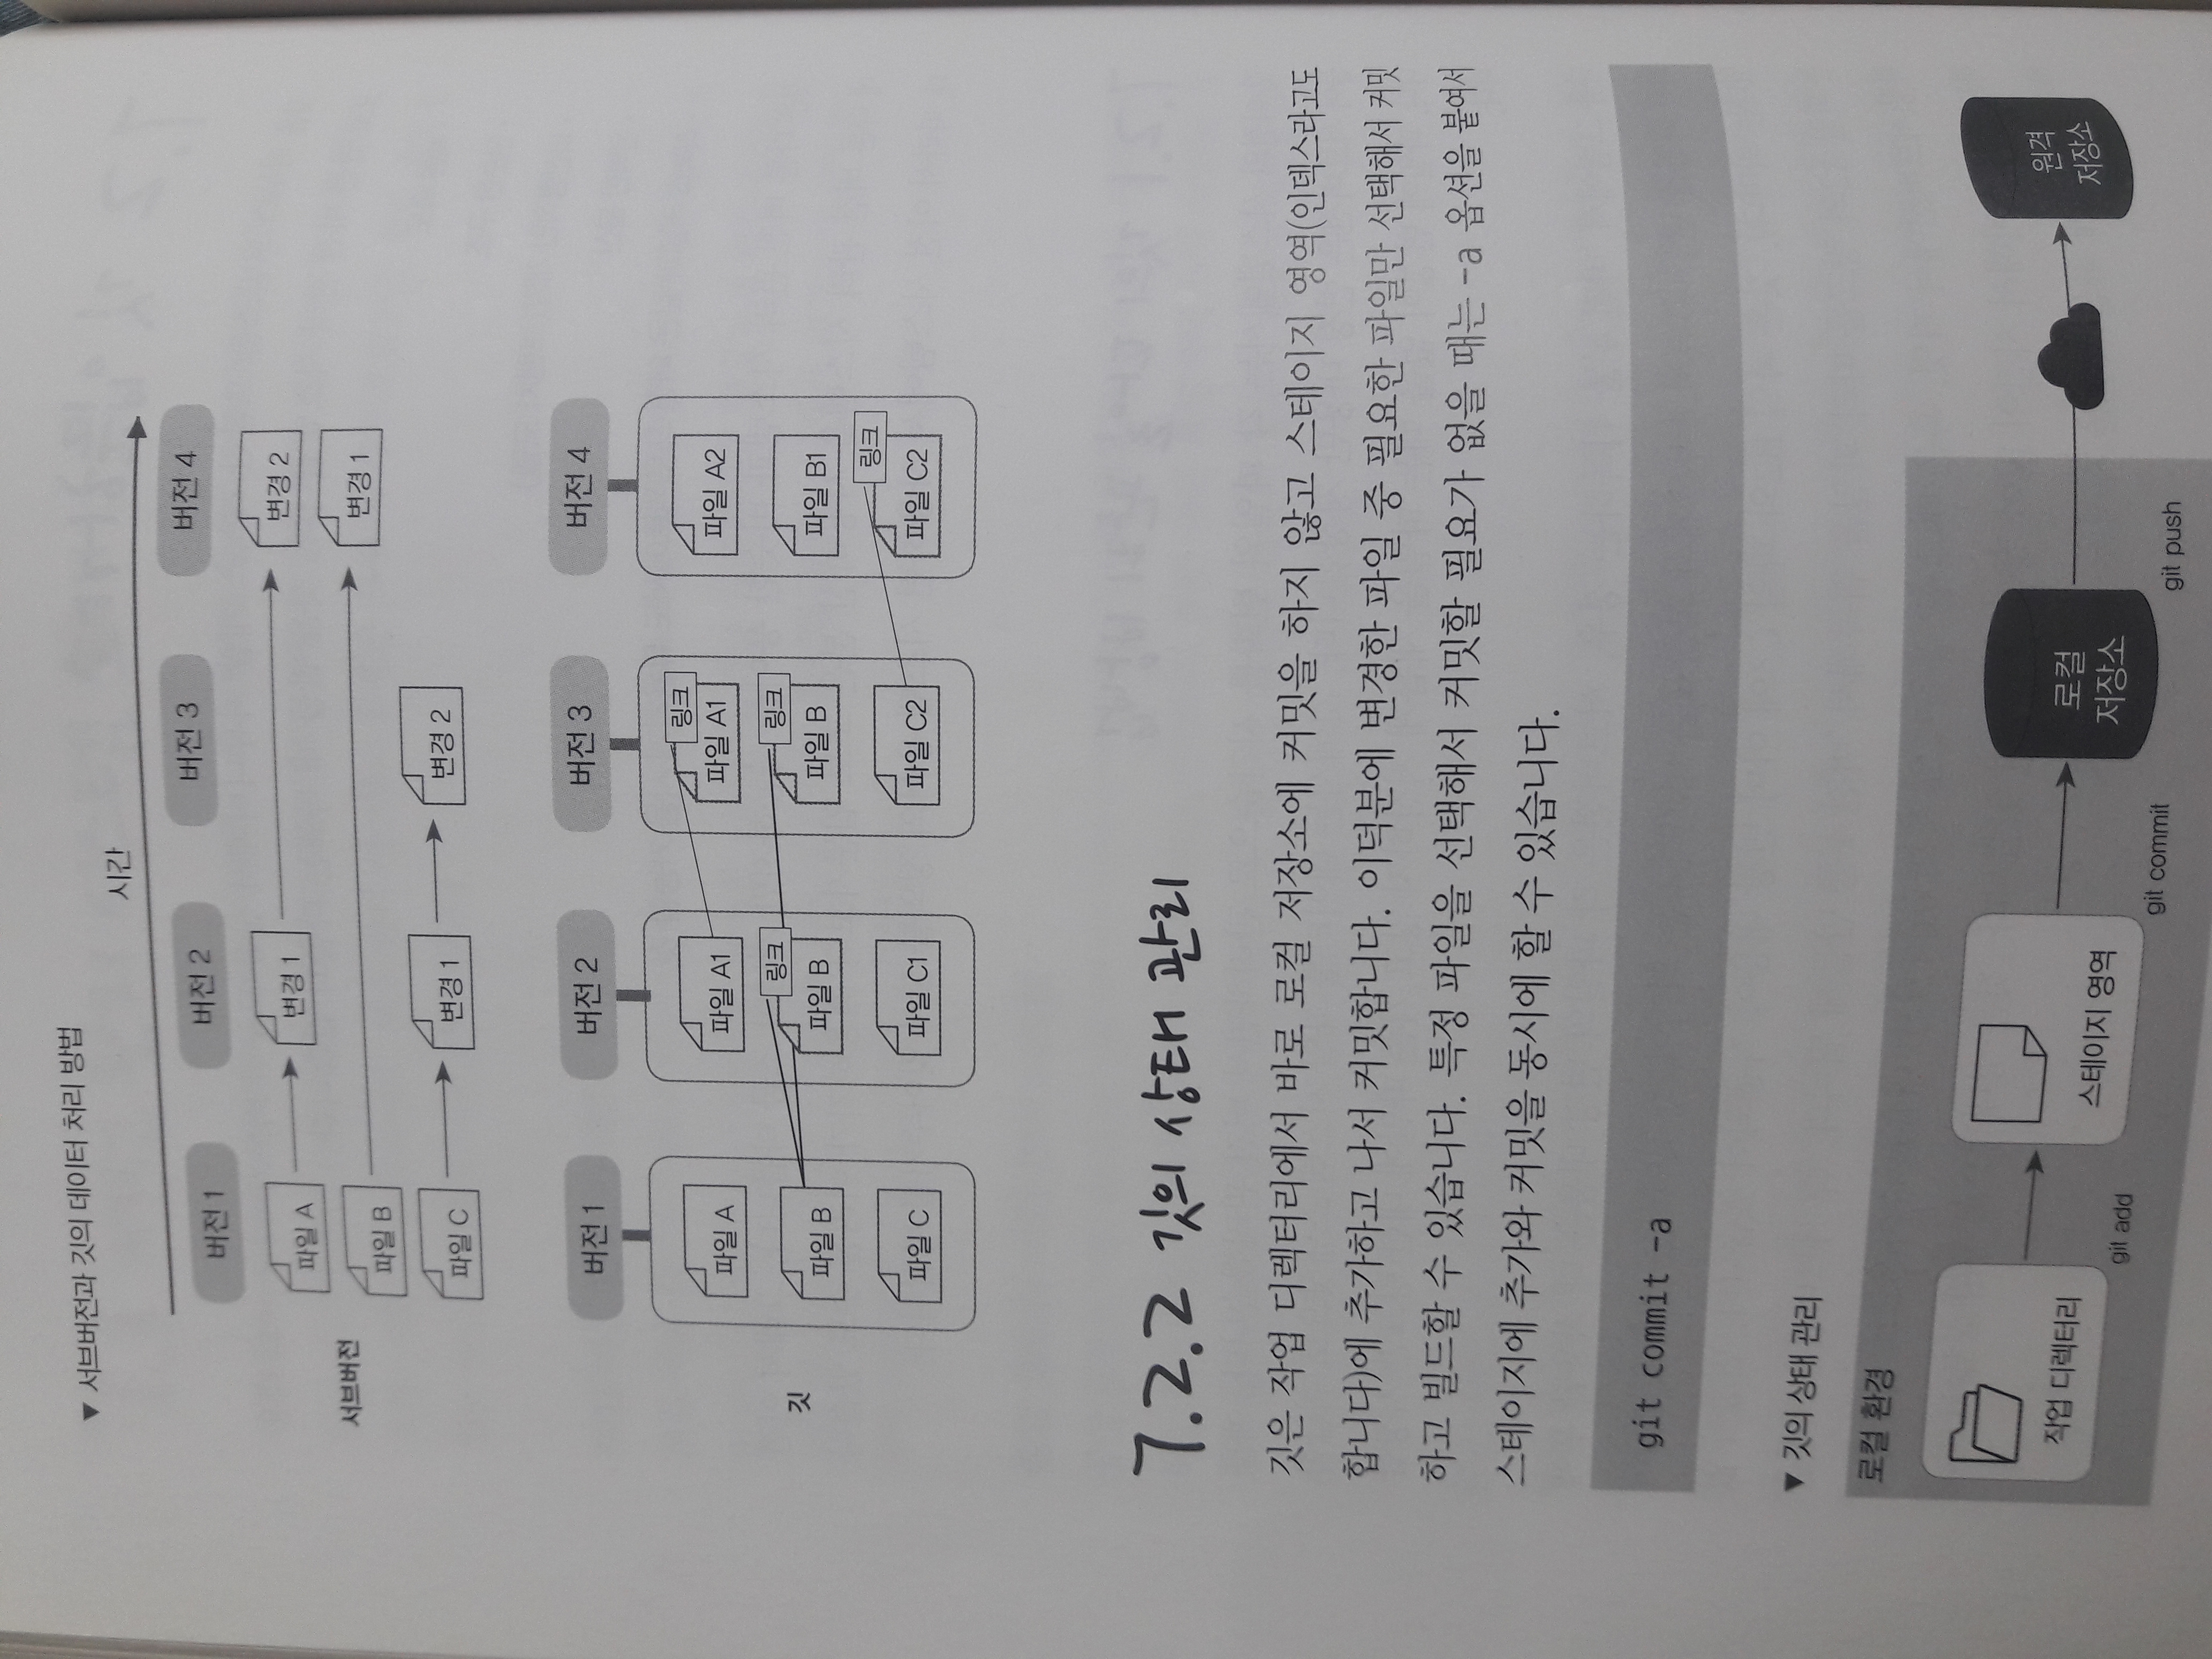 ▼ 서브버전과 깃의 데이터 처리 방법
시간
버전 1 버전 2 버전 3 버전 4
파일 A 변경 1 변경 2
서브버전
파일 B 변경 1
파일 C 변경 1 변경 2
버전 1 버전 2 버전 3 버전 4
링크
파일 A 파일 A1 파일 A1 파일 A2
링크 링크
깃
파일 B 파일 B 파일 B 파일 B1
링크
파일 C 파일 C1 파일 C2 파일 C2
7.2.2 깃의 상태 관리
깃은 작업 디렉터리에서 바로 로컬 저장소에 커밋을 하지 않고 스테이지 영역(인덱스라고도
합니다)에 추가하고 나서 커밋합니다. 이덕분에 변경한 파일 중 필요한 파일만 선택해서 커밋
하고 빌드할 수 있습니다. 특정 파일을 선택해서 커밋할 필요가 없을 때는 -a 옵션을 붙여서
스테이지에 추가와 커밋을 동시에 할 수 있습니다.
git commit -a
▼ 깃의 상태 관리
로컬 환경
작업 디렉터리
git add
스테이지 영역
git commit
로컬
저장소
git push
원격
저장소